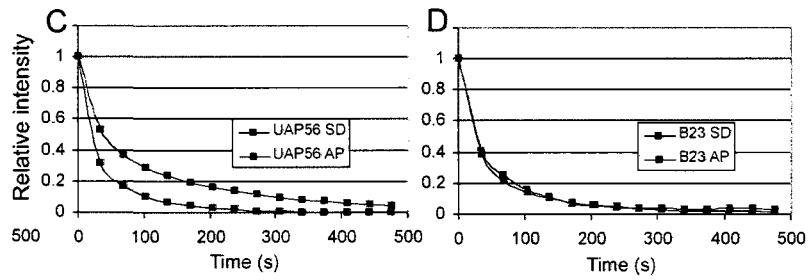 C
Relative intensity
1
0.8
0.6
0.4
0.2
0
UAP56 SD
UAP56 AP
500 0 100 200 300 400 500
Time (s)
D
1
0.8
0.6
0.4
0.2
0
B23 SD
B23 AP
0 100 200 300 400 500
Time (s)